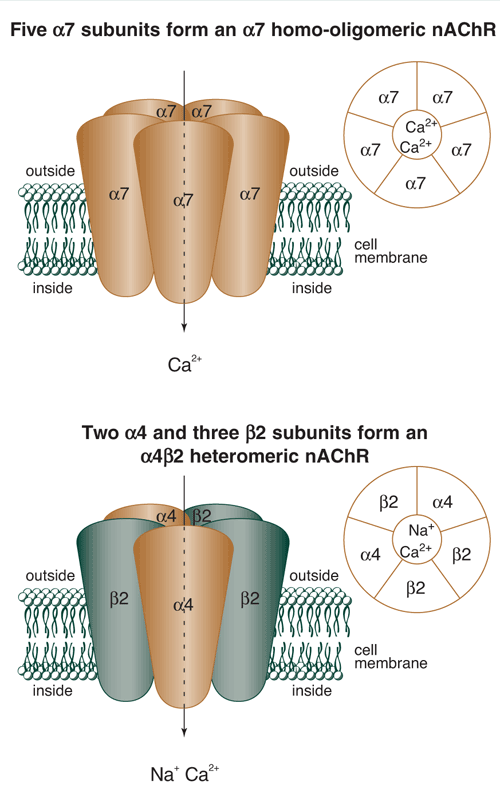 Five α7 subunits form an α7 homo-oligomeric nAChR
α7 α7
α7 α7
Ca2+
Ca2+
α7 α7
α7
outside outside
α7 α7 α7
cell
membrane
inside inside
Ca2+
Two α4 and three β2 subunits form an
α4β2 heteromeric nAChR
β2 α4
α4 β2
Na+
Ca2+
α4 β2
β2
outside outside
β2 α4 β2
cell
membrane
inside inside
Na+ Ca2+